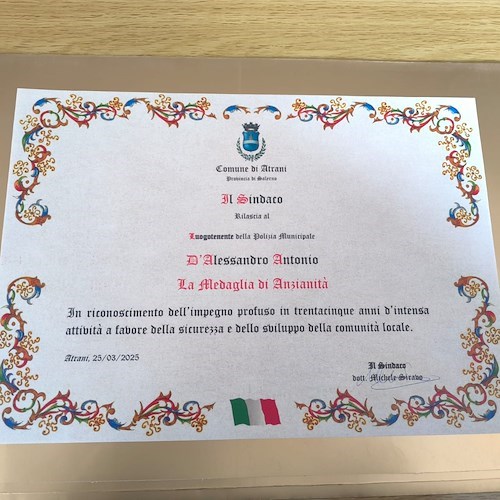 Comune di Atrani
Provincia di Salerno
Il Sindaco
Rilascia al
Luogotenente della Polizia Municipale
D'Alessandro Antonio
La Medaglia di Anzianità
In riconoscimento dell'impegno profuso in trentacinque anni d'intensa
attività a favore della sicurezza e dello sviluppo della comunità locale.
Atrani, 25/03/2025
Il Sindaco
dott. Michele Siravo